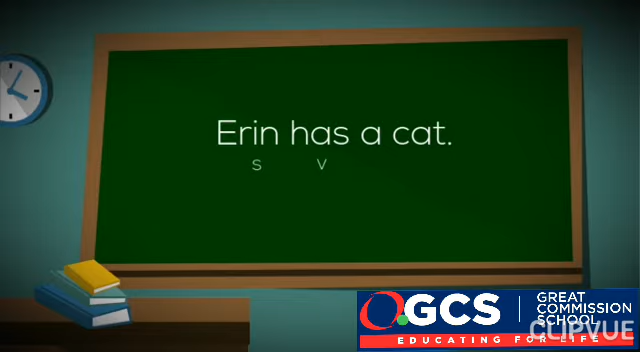 Erin has a cat.
S V
GCS
GREAT
COMMISSION
SCHOOL
CLIPVUE
EDUCATING FOR LIFE